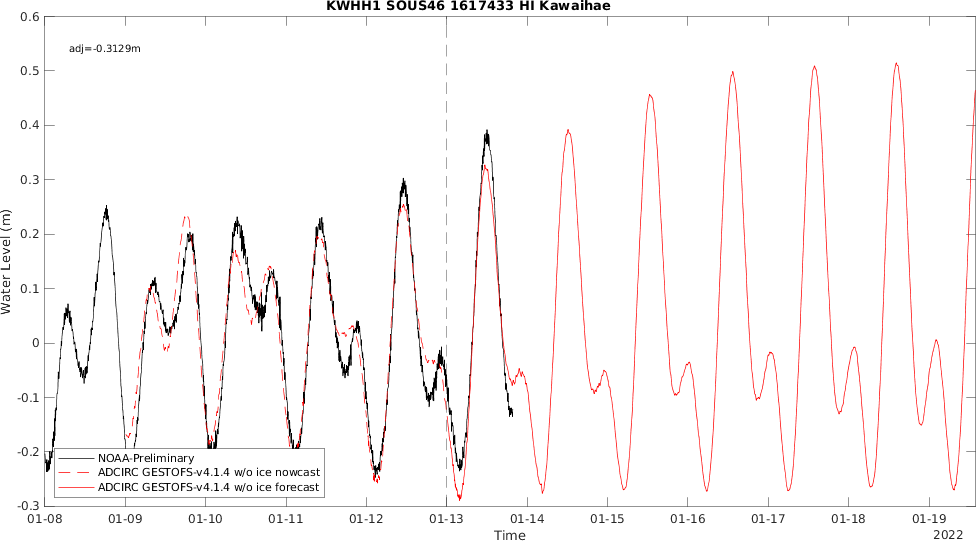 KWHH1 SOUS46 1617433 HI Kawaihae
adj=-0.3129m
Water Level (m)
0.6
0.5
0.4
0.3
0.2
0.1
0
-0.1
-0.2
-0.3
NOAA-Preliminary
ADCIRC GESTOFS-v4.1.4 w/o ice nowcast
ADCIRC GESTOFS-v4.1.4 w/o ice forecast
01-08 01-09 01-10 01-11 01-12 01-13 01-14 01-15 01-16 01-17 01-18 01-19
Time
2022